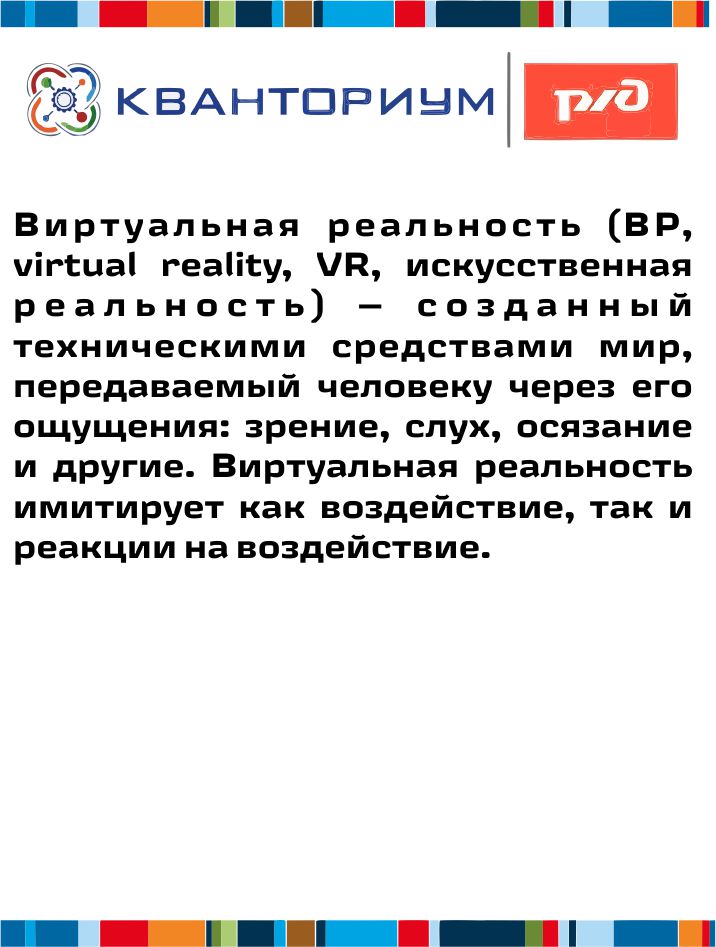 КВАНТОРИУМ
ржд
Виртуальная реальность (ВР,
virtual reality, VR, искусственная
реальность) – созданный
техническими средствами мир,
передаваемый человеку через его
ощущения: зрение, слух, осязание
и другие. Виртуальная реальность
имитирует как воздействие, так и
реакции на воздействие.